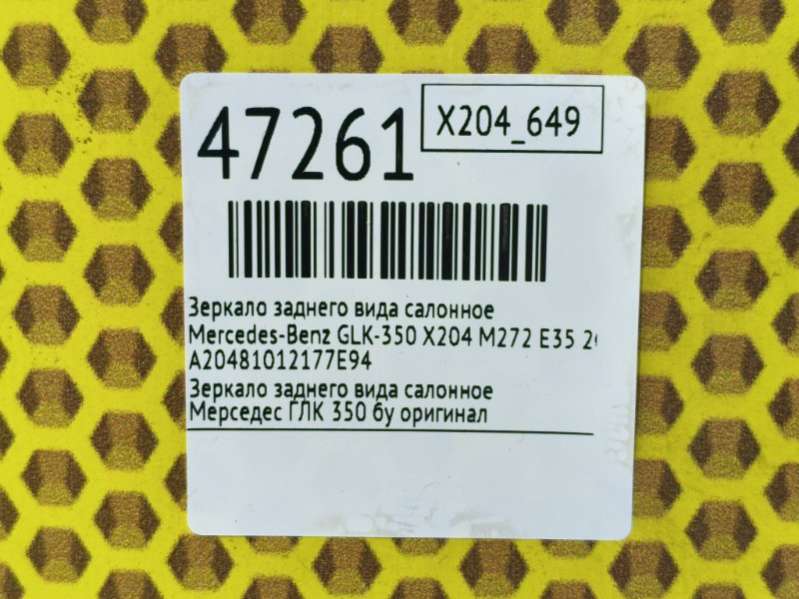 47261
X204_649
Зеркало заднего вида салонное
Mercedes-Benz GLK-350 X204 M272 E35
A20481012177E94
Зеркало заднего вида салонное
Мерседес ГЛК 350 бу оригинал